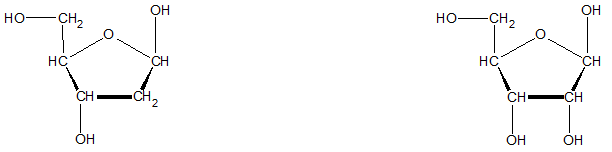 OH OH
HO CH2 HO CH2
O O
HC CH HC CH
CH CH2 CH CH
OH OH OH